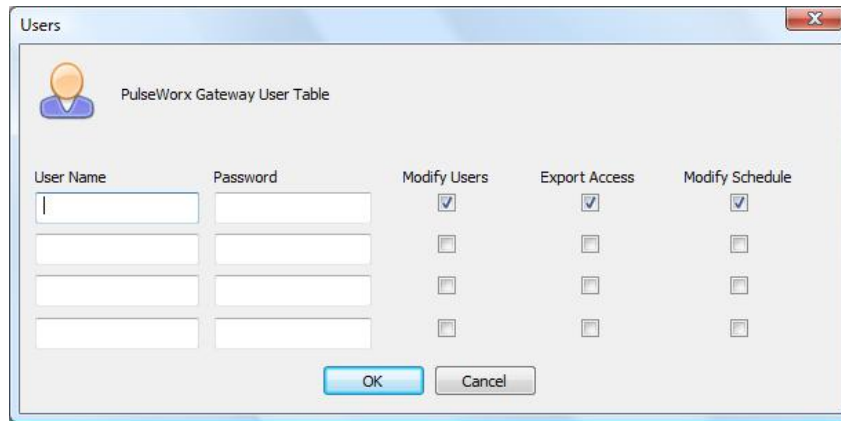 Users
PulseWorx Gateway User Table
User Name Password Modify Users Export Access Modify Schedule
OK Cancel